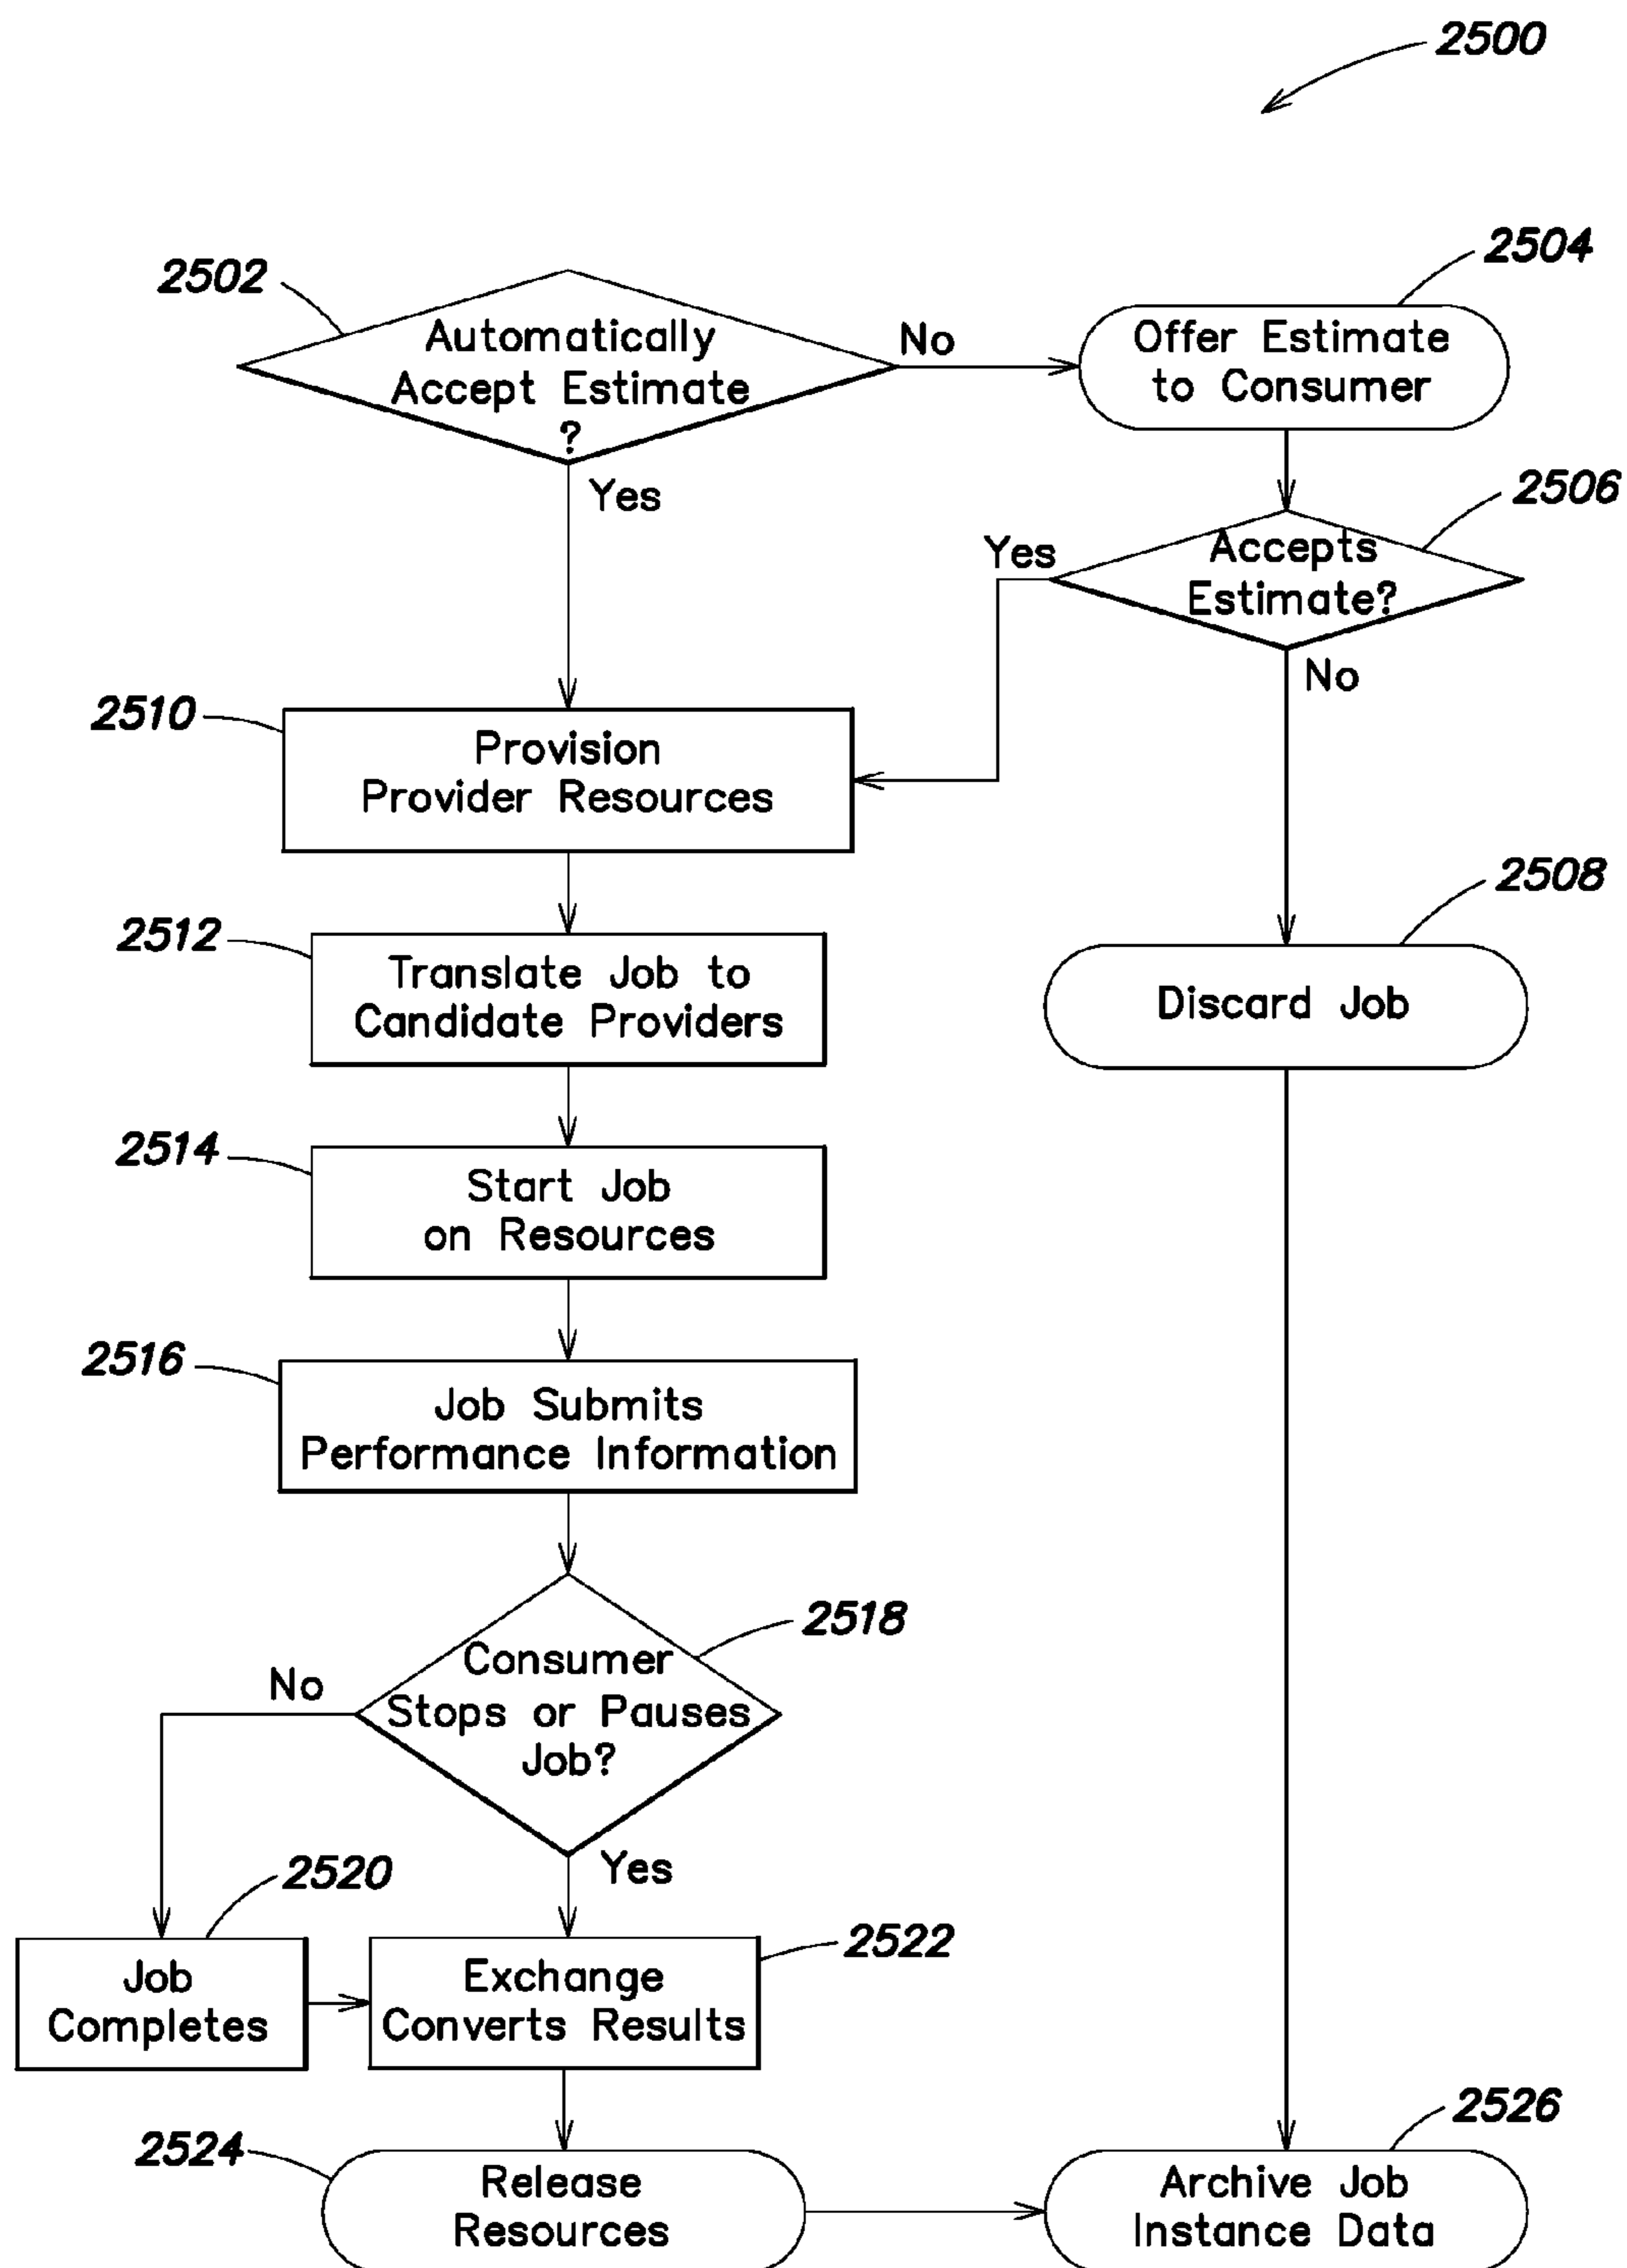 2500
2502
Automatically
Accept Estimate
?
No
Yes
2504
Offer Estimate
to Consumer
2506
Accepts
Estimate?
Yes
No
2510
Provision
Provider Resources
2508
Discard Job
2512
Translate Job to
Candidate Providers
2514
Start Job
on Resources
2516
Job Submits
Performance Information
2518
Consumer
Stops or Pauses
Job?
No
Yes
2520
Job
Completes
2522
Exchange
Converts Results
2524
Release
Resources
2526
Archive Job
Instance Data